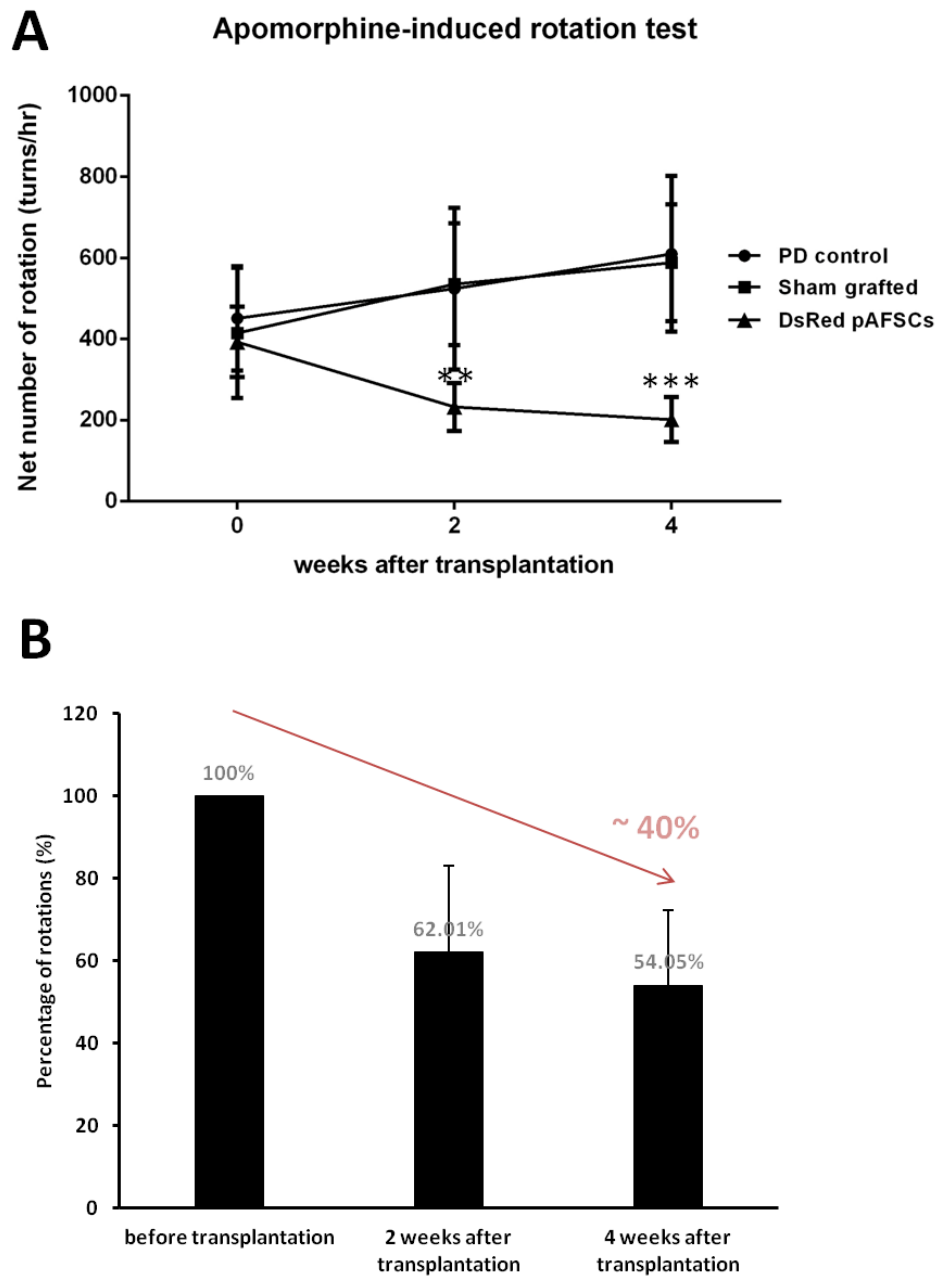 A
Apomorphine-induced rotation test
Net number of rotation (turns/hr)
1000
800
600
400
200
0
0
2
4
weeks after transplantation
**
***
PD control
Sham grafted
DsRed pAFSCs
B
Percentage of rotations (%)
120
100
80
60
40
20
0
100%
62.01%
54.05%
~ 40%
before transplantation
2 weeks after
transplantation
4 weeks after
transplantation